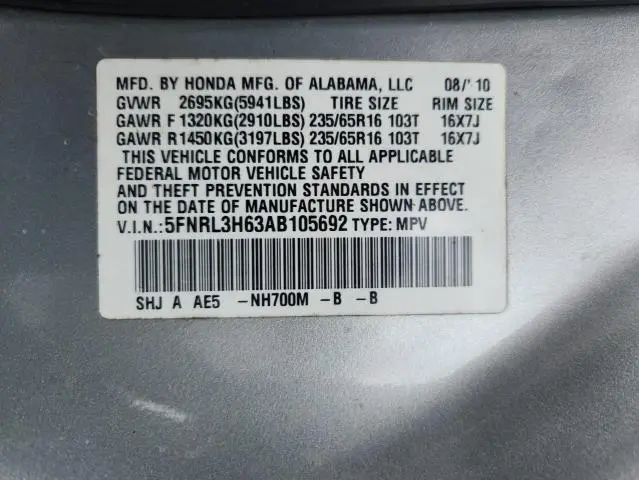 MFD. BY HONDA MFG. OF ALABAMA, LLC 08/'10
GVWR 2695KG(5941LBS) TIRE SIZE RIM SIZE
GAWR F 1320KG(2910LBS) 235/65R16 103T 16X7J
GAWR R1450KG(3197LBS) 235/65R16 103T 16X7J
THIS VEHICLE CONFORMS TO ALL APPLICABLE
FEDERAL MOTOR VEHICLE SAFETY
AND THEFT PREVENTION STANDARDS IN EFFECT
ON THE DATE OF MANUFACTURE SHOWN ABOVE.
V.I.N.: 5FNRL3H63AB105692 TYPE: MPV
SHJ A AE5 -NH700M -B -B